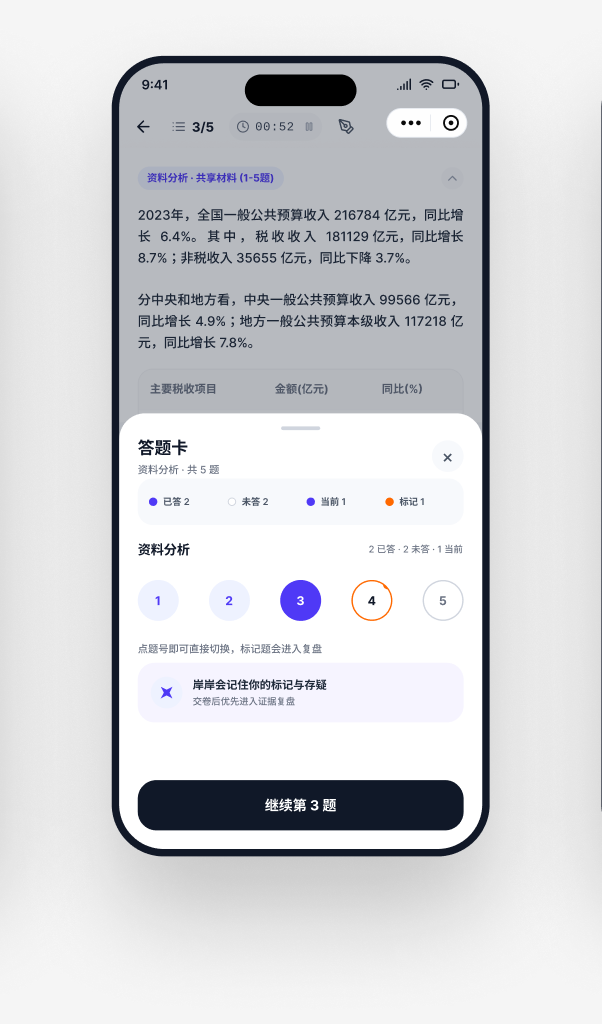 9:41
3/5
00:52
资料分析 · 共享材料 (1-5题)
2023年，全国一般公共预算收入 216784 亿元，同比增
长 6.4%。其中，税收收入 181129 亿元，同比增长
8.7%；非税收入 35655 亿元，同比下降 3.7%。
分中央和地方看，中央一般公共预算收入 99566 亿元，
同比增长 4.9%；地方一般公共预算本级收入 117218 亿
元，同比增长 7.8%。
主要税收项目 金额(亿元) 同比(%)
答题卡
资料分析 · 共 5 题
已答 2 未答 2 当前 1 标记 1
资料分析
2 已答 · 2 未答 · 1 当前
1 2 3 4 5
点题号即可直接切换，标记题会进入复盘
岸岸会记住你的标记与存疑
交卷后优先进入证据复盘
继续第 3 题